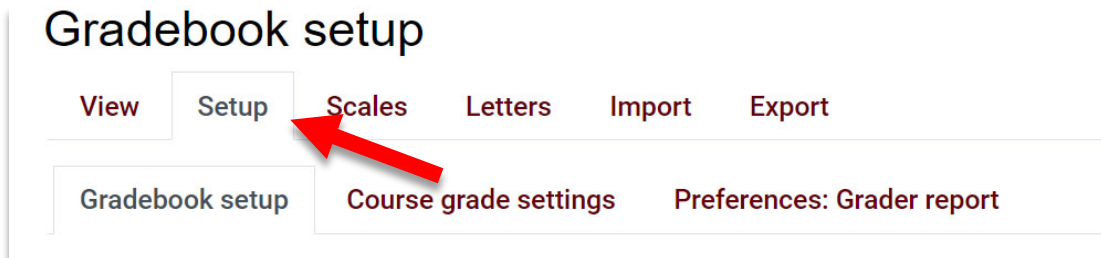 Gradebook setup
View Setup Scales Letters Import Export
Gradebook setup Course grade settings Preferences: Grader report